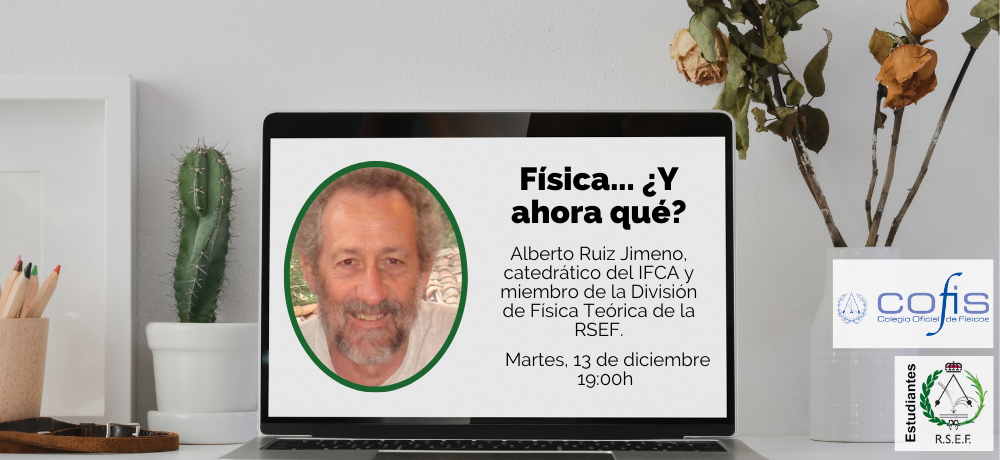 Física... ¿Y
ahora qué?
Alberto Ruiz Jimeno,
catedrático del IFCA y
miembro de la División
de Física Teórica de la
RSEF.
Martes, 13 de diciembre
19:00h
cofis
Colegio Oficial de Físicos
Estudiantes
R.S.E.F.